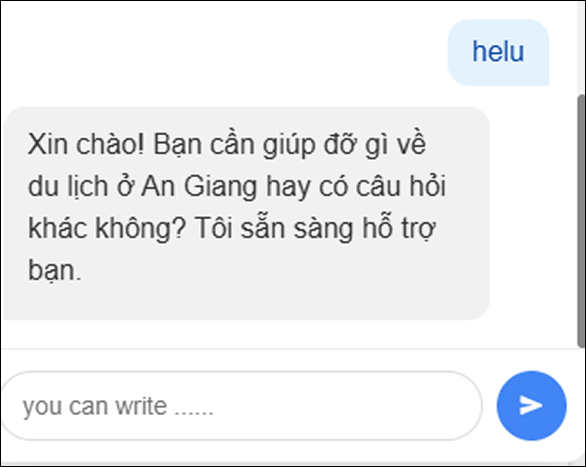 helu
Xin chào! Bạn cần giúp đỡ gì về
du lịch ở An Giang hay có câu hỏi
khác không? Tôi sẵn sàng hỗ trợ
bạn.
you can write ......